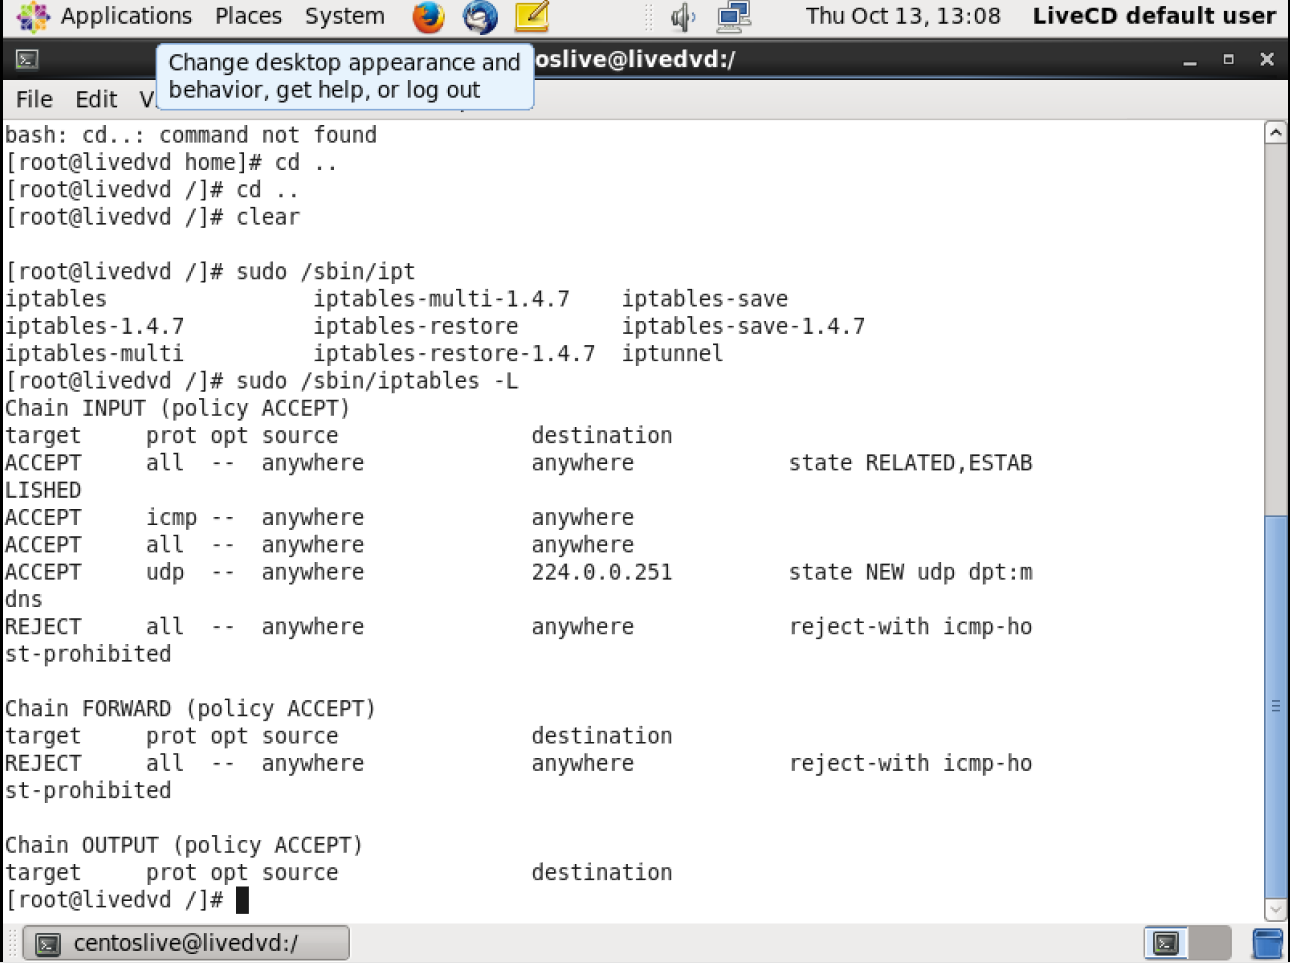 Applications Places System Thu Oct 13, 13:08 LiveCD default user
oslive@livedvd:/
Change desktop appearance and
behavior, get help, or log out
File Edit V
bash: cd..: command not found
[root@livedvd home]# cd ..
[root@livedvd /]# cd ..
[root@livedvd /]# clear
[root@livedvd /]# sudo /sbin/ipt
iptables iptables-multi-1.4.7 iptables-save
iptables-1.4.7 iptables-restore iptables-save-1.4.7
iptables-multi iptables-restore-1.4.7 iptunnel
[root@livedvd /]# sudo /sbin/iptables -L
Chain INPUT (policy ACCEPT)
target prot opt source destination
ACCEPT all -- anywhere anywhere state RELATED,ESTAB
LISHED
ACCEPT icmp -- anywhere anywhere
ACCEPT all -- anywhere anywhere
ACCEPT udp -- anywhere 224.0.0.251 state NEW udp dpt:m
dns
REJECT all -- anywhere anywhere reject-with icmp-ho
st-prohibited
Chain FORWARD (policy ACCEPT)
target prot opt source destination
REJECT all -- anywhere anywhere reject-with icmp-ho
st-prohibited
Chain OUTPUT (policy ACCEPT)
target prot opt source destination
[root@livedvd /]#
centoslive@livedvd:/